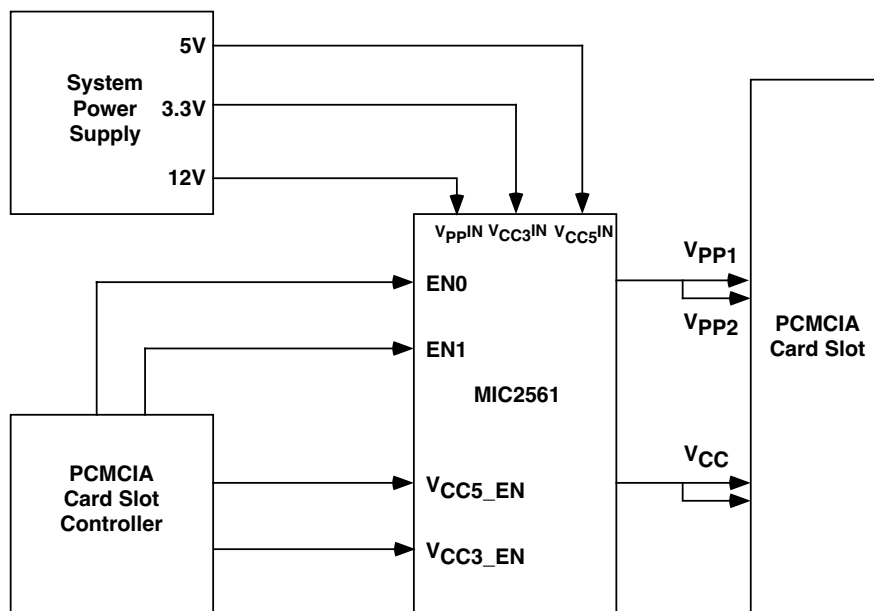 5V
System
Power
Supply
3.3V
12V
VPPIN VCC3IN VCC5IN
EN0
EN1
MIC2561
VCC5_EN
VCC3_EN
PCMCIA
Card Slot
Controller
VPP1
VPP2
VCC
PCMCIA
Card Slot